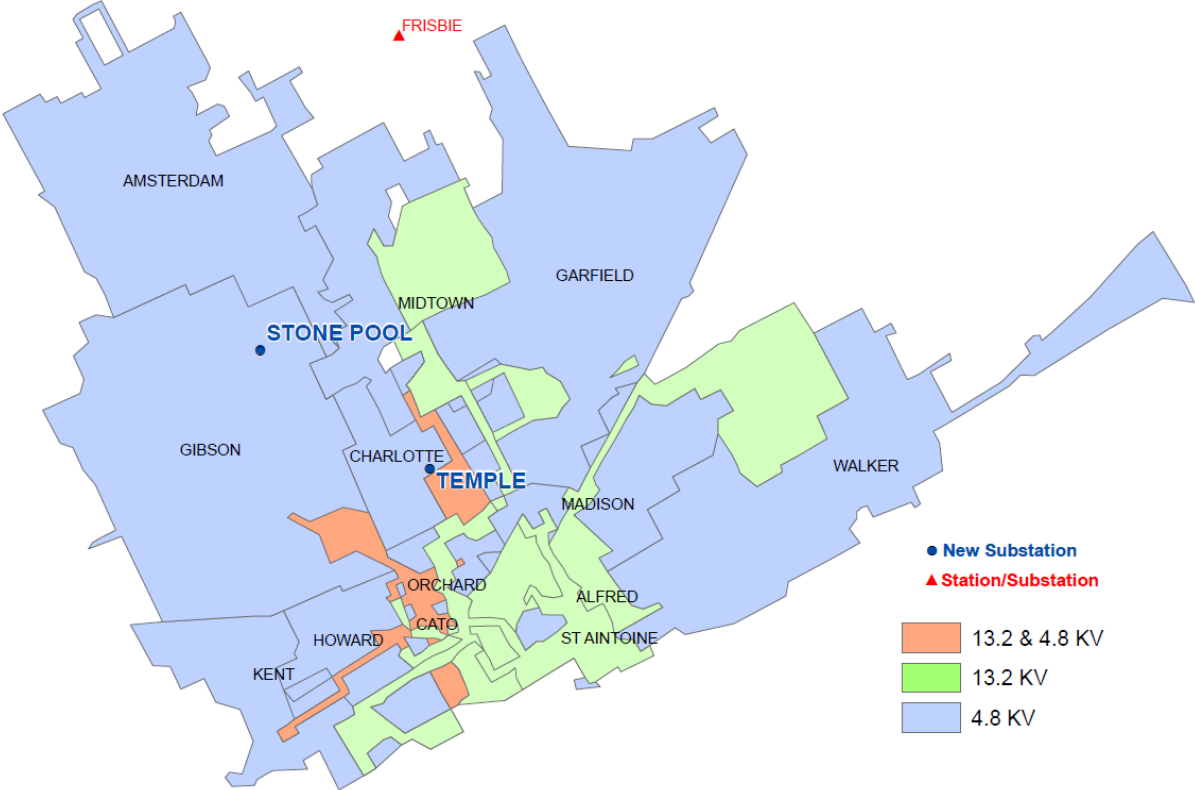 FRISBIE
AMSTERDAM
GARFIELD
MIDTOWN
STONE POOL
GIBSON
CHARLOTTE
TEMPLE
WALKER
MADISON
New Substation
Station/Substation
ORCHARD
ALFRED
CATO
HOWARD
ST AINTOINE
13.2 & 4.8 KV
KENT
13.2 KV
4.8 KV